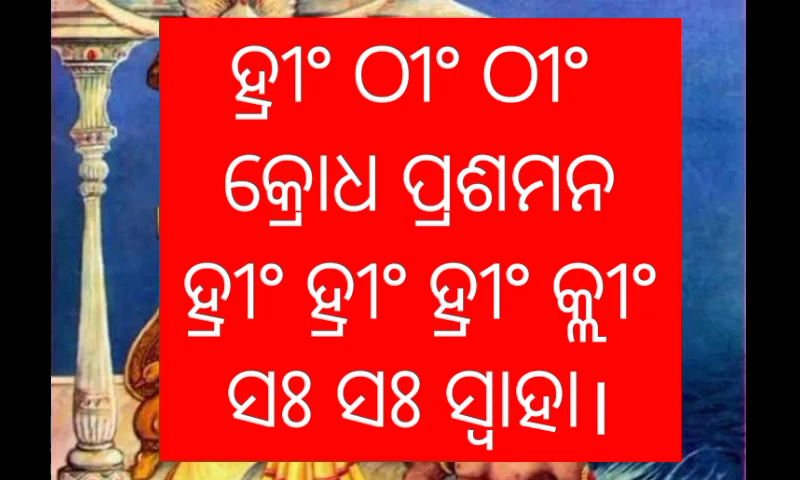 ହ୍ରୀଂ ଠୀଂ ଠୀଂ
କ୍ରୋଧ ପ୍ରଶମନ
ହ୍ରୀଂ ହ୍ରୀଂ ହ୍ରୀଂ କ୍ଲୀଂ
ସଃ ସଃ ସ୍ୱାହା।